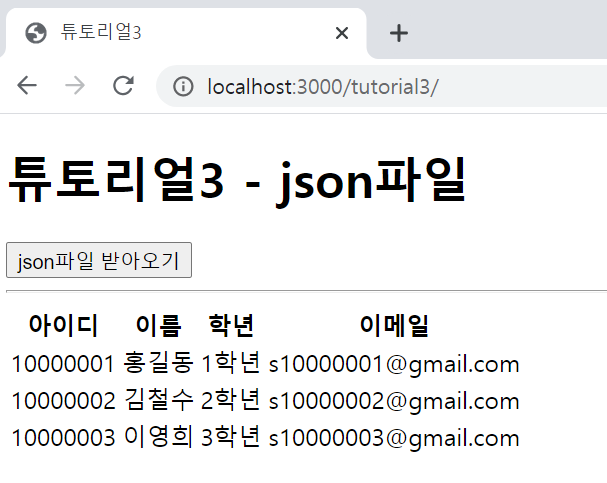 튜토리얼3
localhost:3000/tutorial3/
튜토리얼3 - json파일
json파일 받아오기
아이디 이름 학년 이메일
10000001 홍길동 1학년 s10000001@gmail.com
10000002 김철수 2학년 s10000002@gmail.com
10000003 이영희 3학년 s10000003@gmail.com